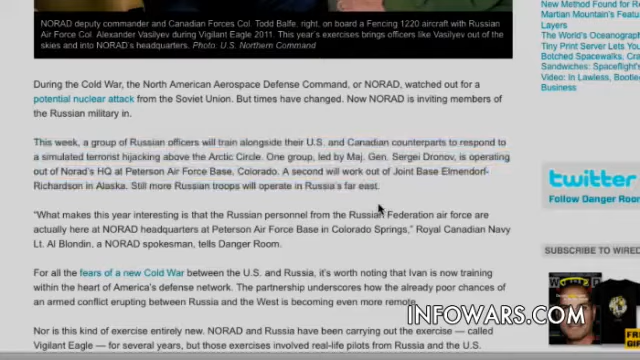 NORAD deputy commander and Canadian Forces Col. Todd Balfe, right, on board a Fencing 1220 aircraft with Russian
Air Force Col. Alexander Vasilyev during Vigilant Eagle 2011. This year's exercises brings officers like Vasilyev out of the
skies and into NORAD's headquarters. Photo: U.S. Northern Command
During the Cold War, the North American Aerospace Defense Command, or NORAD, watched out for a
potential nuclear attack from the Soviet Union. But times have changed. Now NORAD is inviting members of
the Russian military in.
This week, a group of Russian officers will train alongside their U.S. and Canadian counterparts to respond to
a simulated terrorist hijacking above the Arctic Circle. One group, led by Maj. Gen. Sergei Dronov, is operating
out of Norad's HQ at Peterson Air Force Base, Colorado. A second will work out of Joint Base Elmendorf-
Richardson in Alaska. Still more Russian troops will operate in Russia's far east.
"What makes this year interesting is that the Russian personnel from the Russian Federation air force are
actually here at NORAD headquarters at Peterson Air Force Base in Colorado Springs," Royal Canadian Navy
Lt. Al Blondin, a NORAD spokesman, tells Danger Room.
For all the fears of a new Cold War between the U.S. and Russia, it's worth noting that Ivan is now training
within the heart of America's defense network. The partnership underscores how the already poor chances of
an armed conflict erupting between Russia and the West is becoming even more remote.
Nor is this kind of exercise entirely new. NORAD and Russia have been carrying out the exercise — called
Vigilant Eagle — for several years, but those exercises involved real-life pilots from Russia and the U.S.
New Method Found for Re
Martian Mountain's Featur
Layers
The World's Oceanograph
Tiny Print Server Lets You
Botched Spacewalks, Cra
Sandwiches: Spaceflight's
Video: In Lawless, Bootleg
Business
twitter
Follow Danger Room
SUBSCRIBE TO WIRED
FREE
GIF
INFOWARS.COM